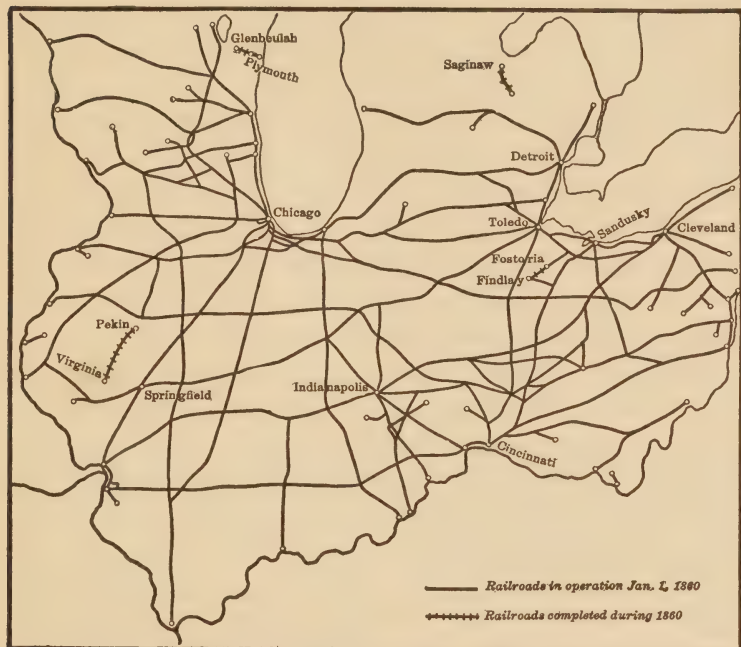 Glenbeulah
Plymouth
Saginaw
Detroit
Chicago
Toledo
Sandusky
Cleveland
Fostoria
Findlay
Pekin
Virginia
Springfield
Indianapolis
Cincinnati
Railroads in operation Jan. 1, 1860
Railroads completed during 1860